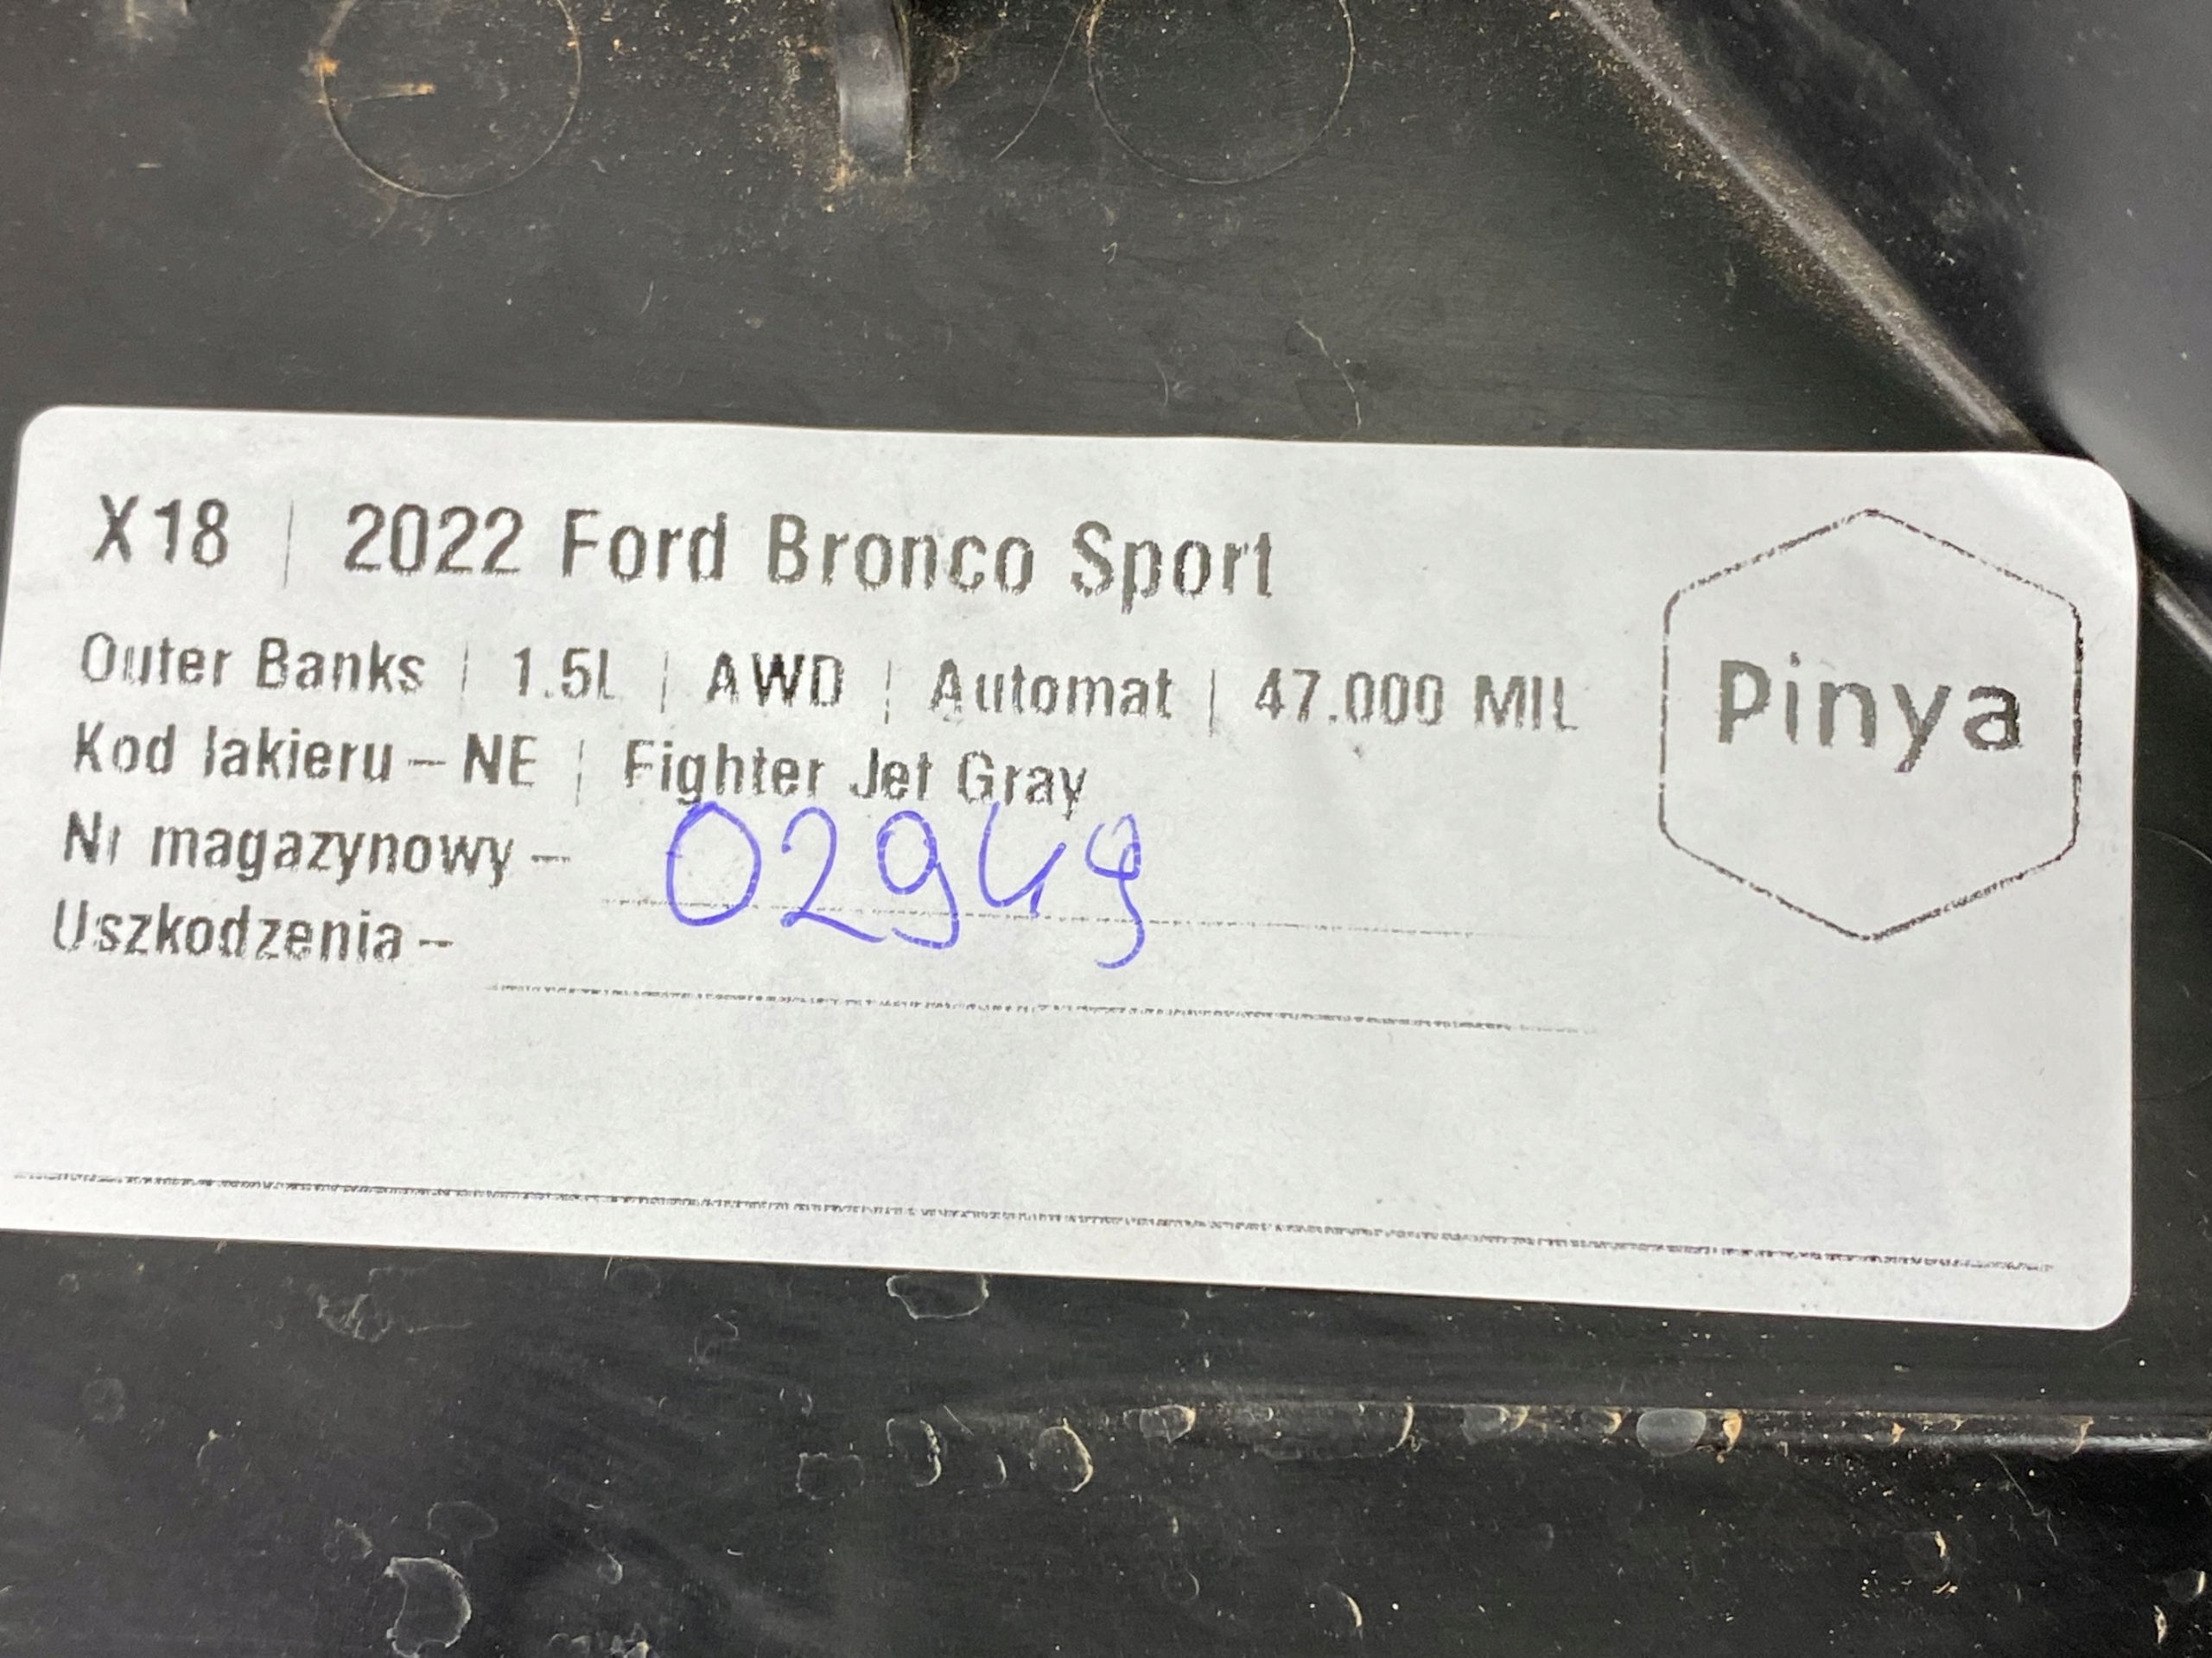 X18 | 2022 Ford Bronco Sport
Outer Banks | 1.5L | AWD | Automat | 47.000 MIL
Kod lakieru – NE | Fighter Jet Gray
Nr magazynowy – 02949
Uszkodzenia –
Pinya